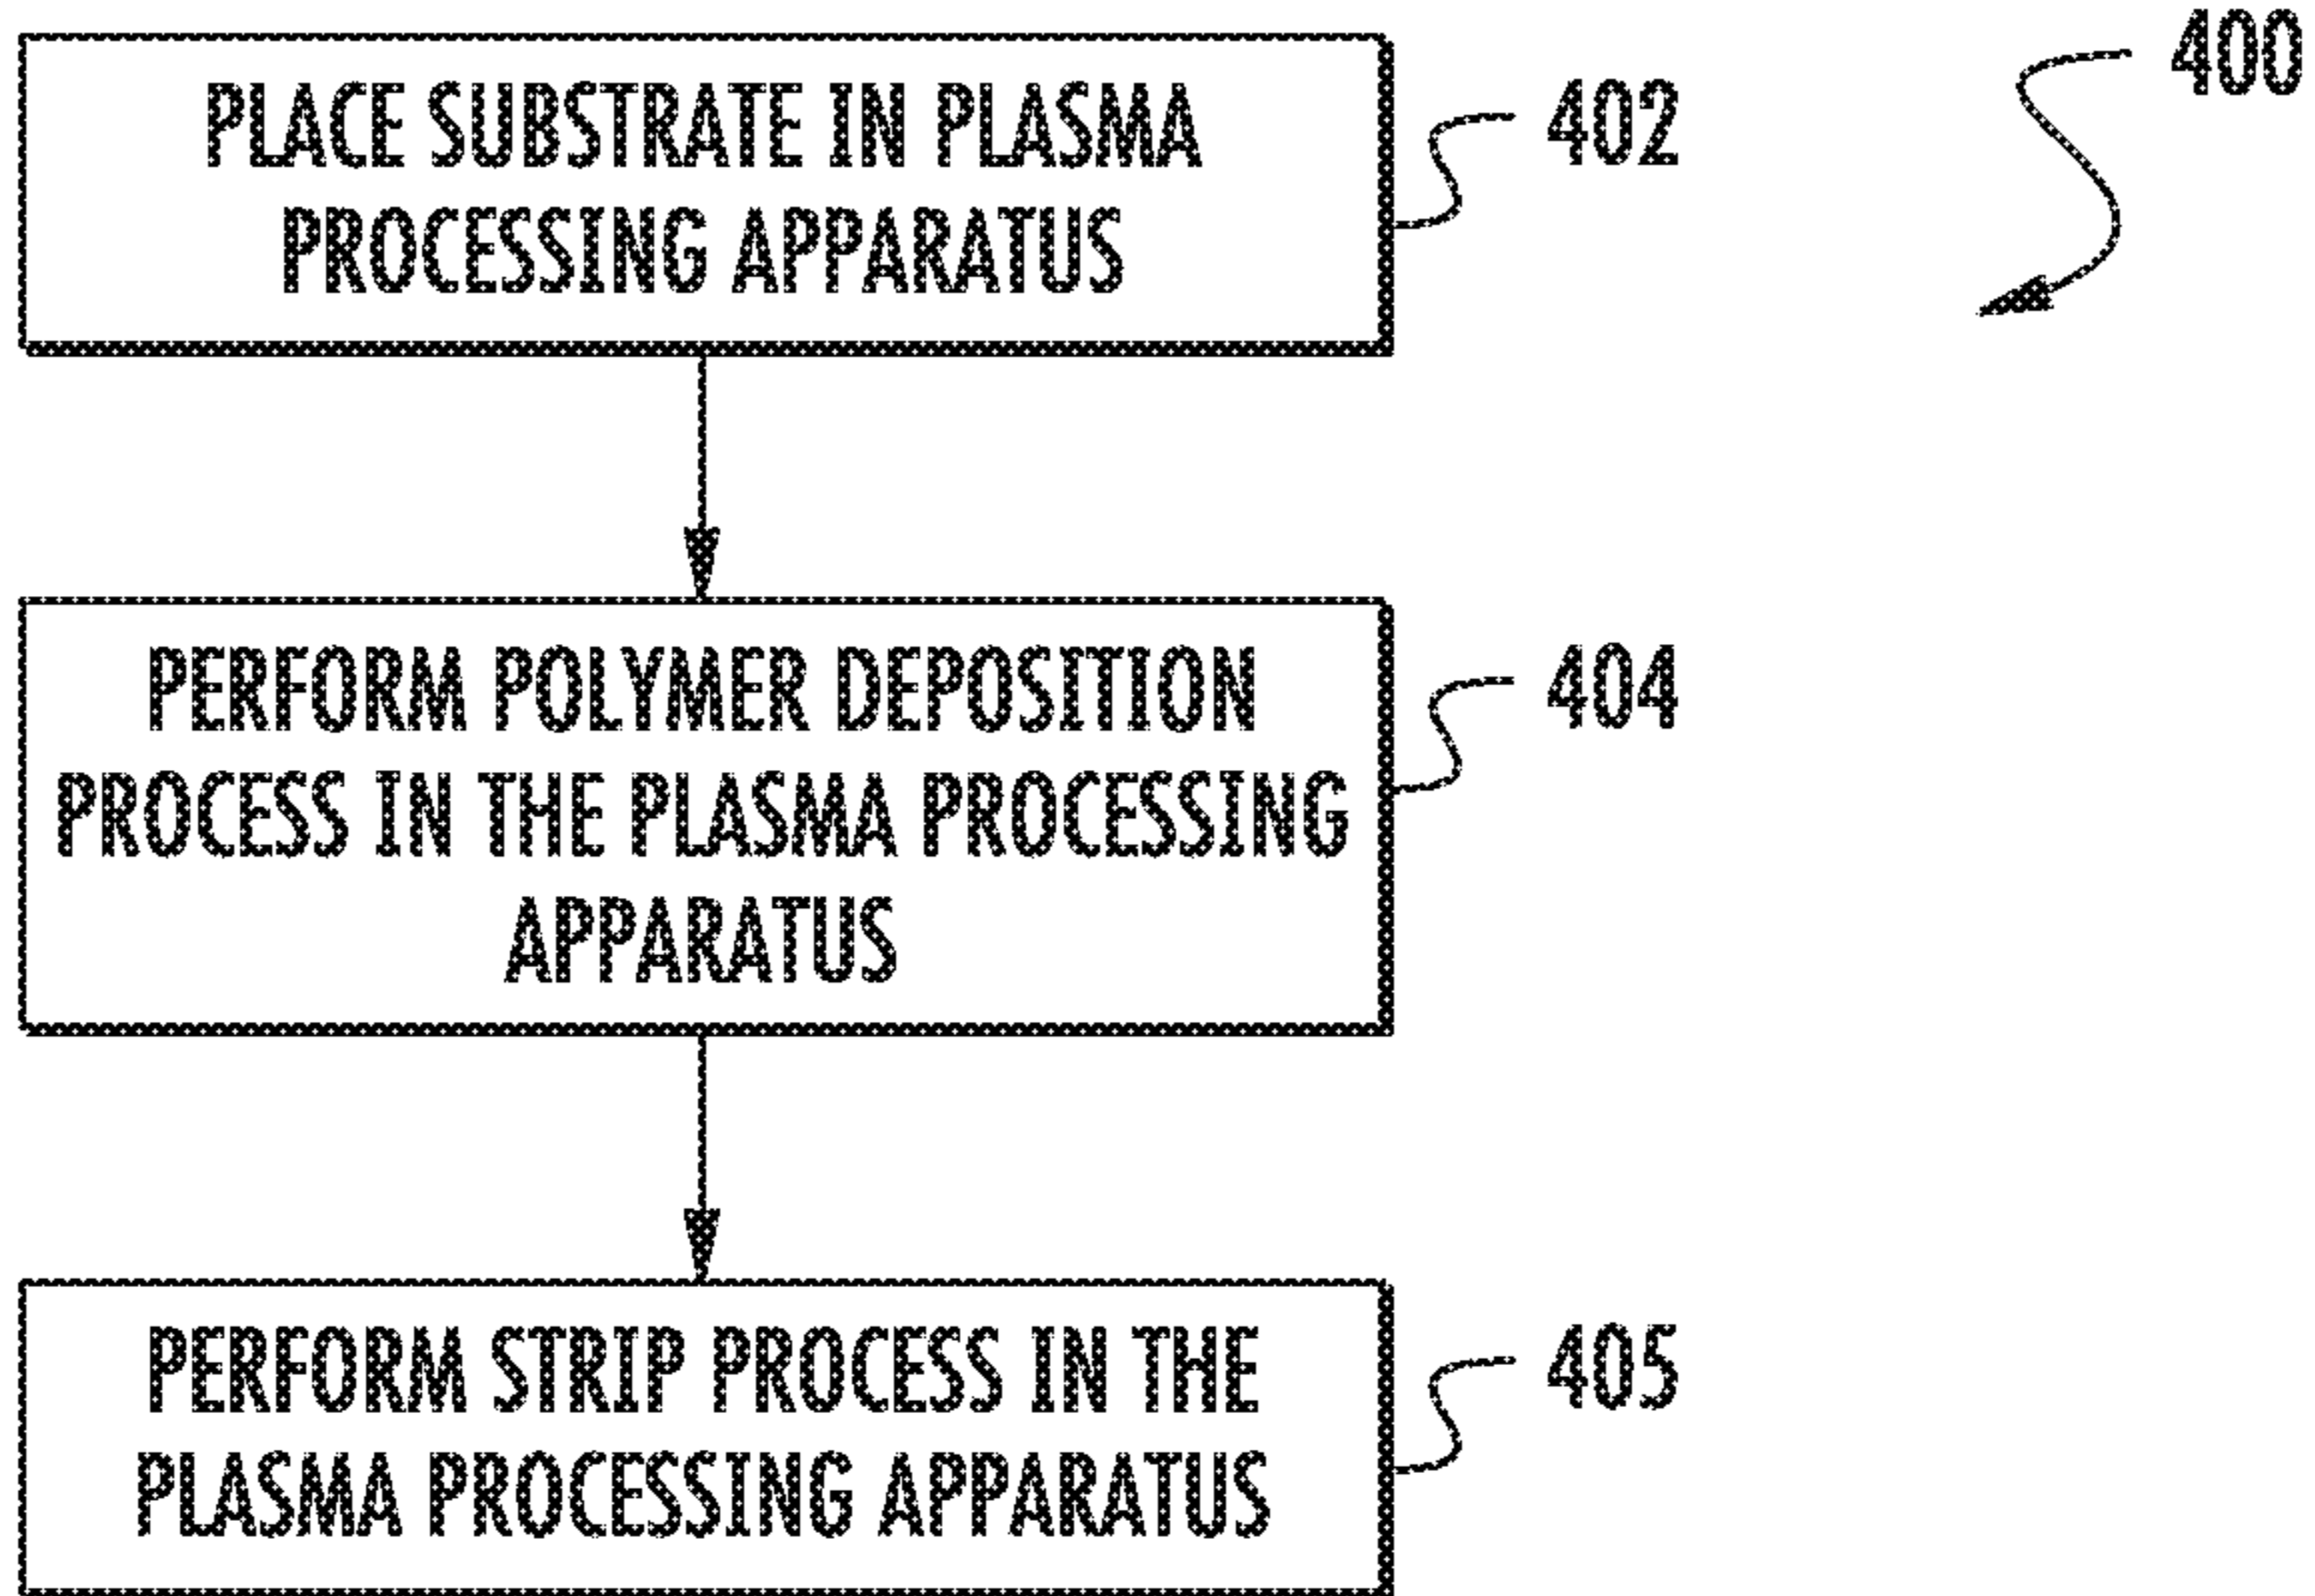 400
PLACE SUBSTRATE IN PLASMA
PROCESSING APPARATUS
402
PERFORM POLYMER DEPOSITION
PROCESS IN THE PLASMA PROCESSING
APPARATUS
404
PERFORM STRIP PROCESS IN THE
PLASMA PROCESSING APPARATUS
405